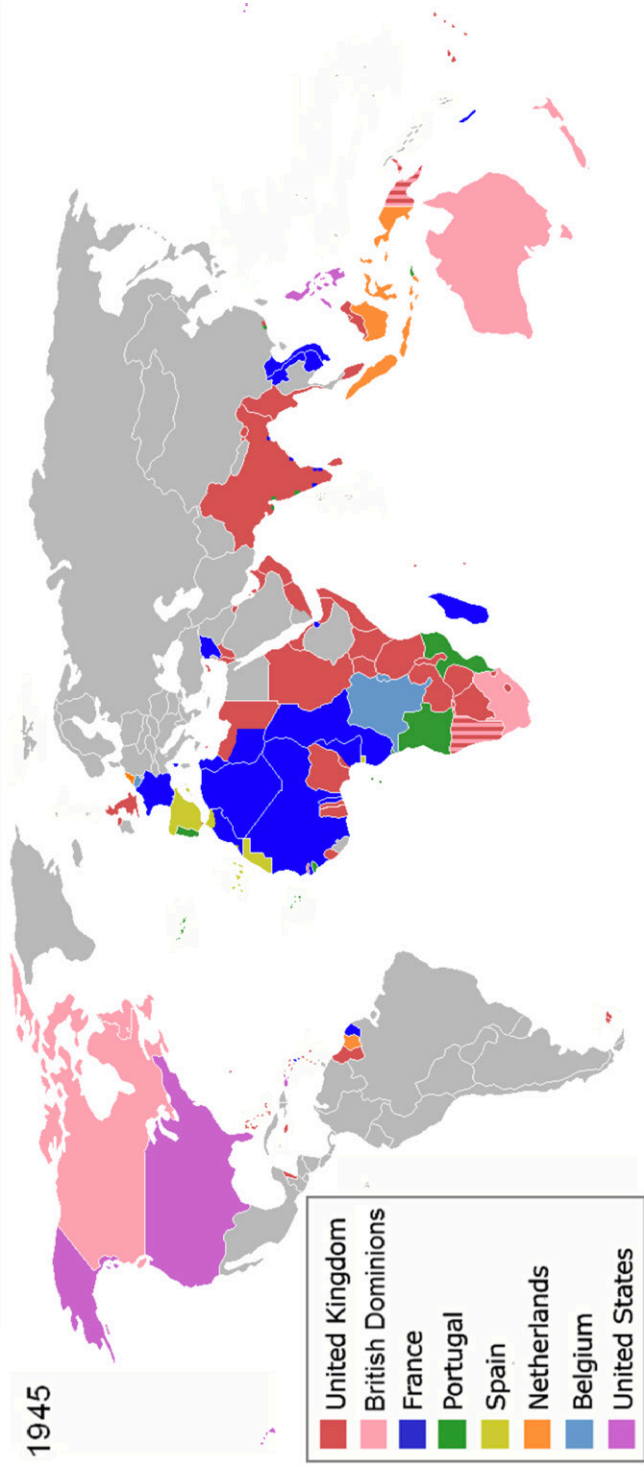 1945
United Kingdom
British Dominions
France
Portugal
Spain
Netherlands
Belgium
United States